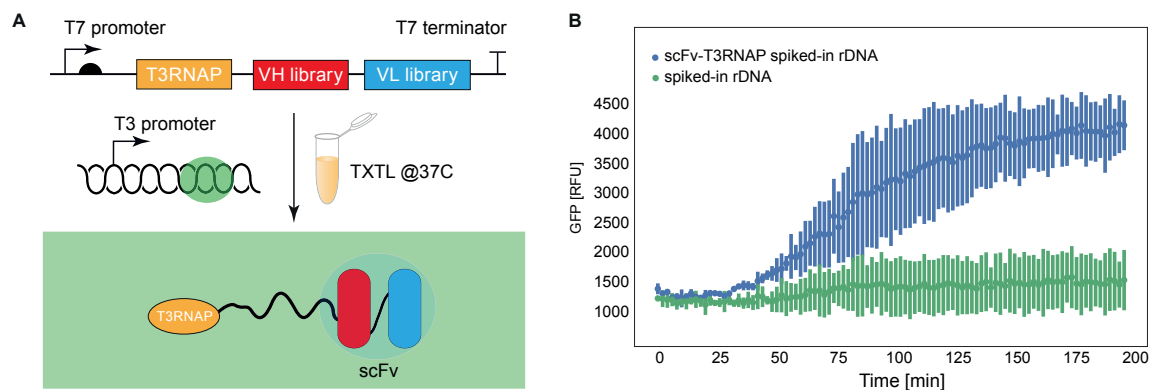 A
T7 promoter
T7 terminator
T3RNAP
VH library
VL library
T3 promoter
TXTL @37C
T3RNAP
scFv
B
scFv-T3RNAP spiked-in rDNA
spiked-in rDNA
4500
4000
3500
3000
2500
2000
1500
1000
GFP [RFU]
0
25
50
75
100
125
150
175
200
Time [min]